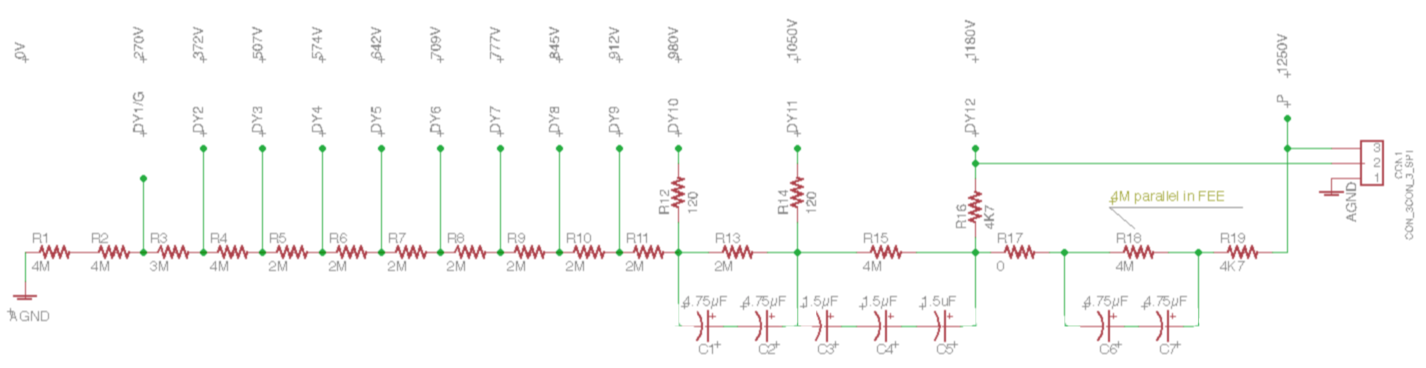 0V
270V
372V
507V
574V
642V
709V
777V
845V
912V
980V
1050V
1180V
1250V
DY1/G
DY2
DY3
DY4
DY5
DY6
DY7
DY8
DY9
DY10
DY11
DY12
P
R12
120
R14
120
R16
4K7
3
2
1
CON1
CON_3CON_3_SP1
AGND
4M parallel in FEE
R1
R2
R3
R4
R5
R6
R7
R8
R9
R10
R11
R13
R15
R17
R18
R19
4M
4M
3M
4M
2M
2M
2M
2M
2M
2M
2M
2M
4M
0
4M
4K7
AGND
4.75µF
4.75µF
1.5µF
1.5µF
1.5uF
4.75µF
4.75µF
C1
C2
C3
C4
C5
C6
C7